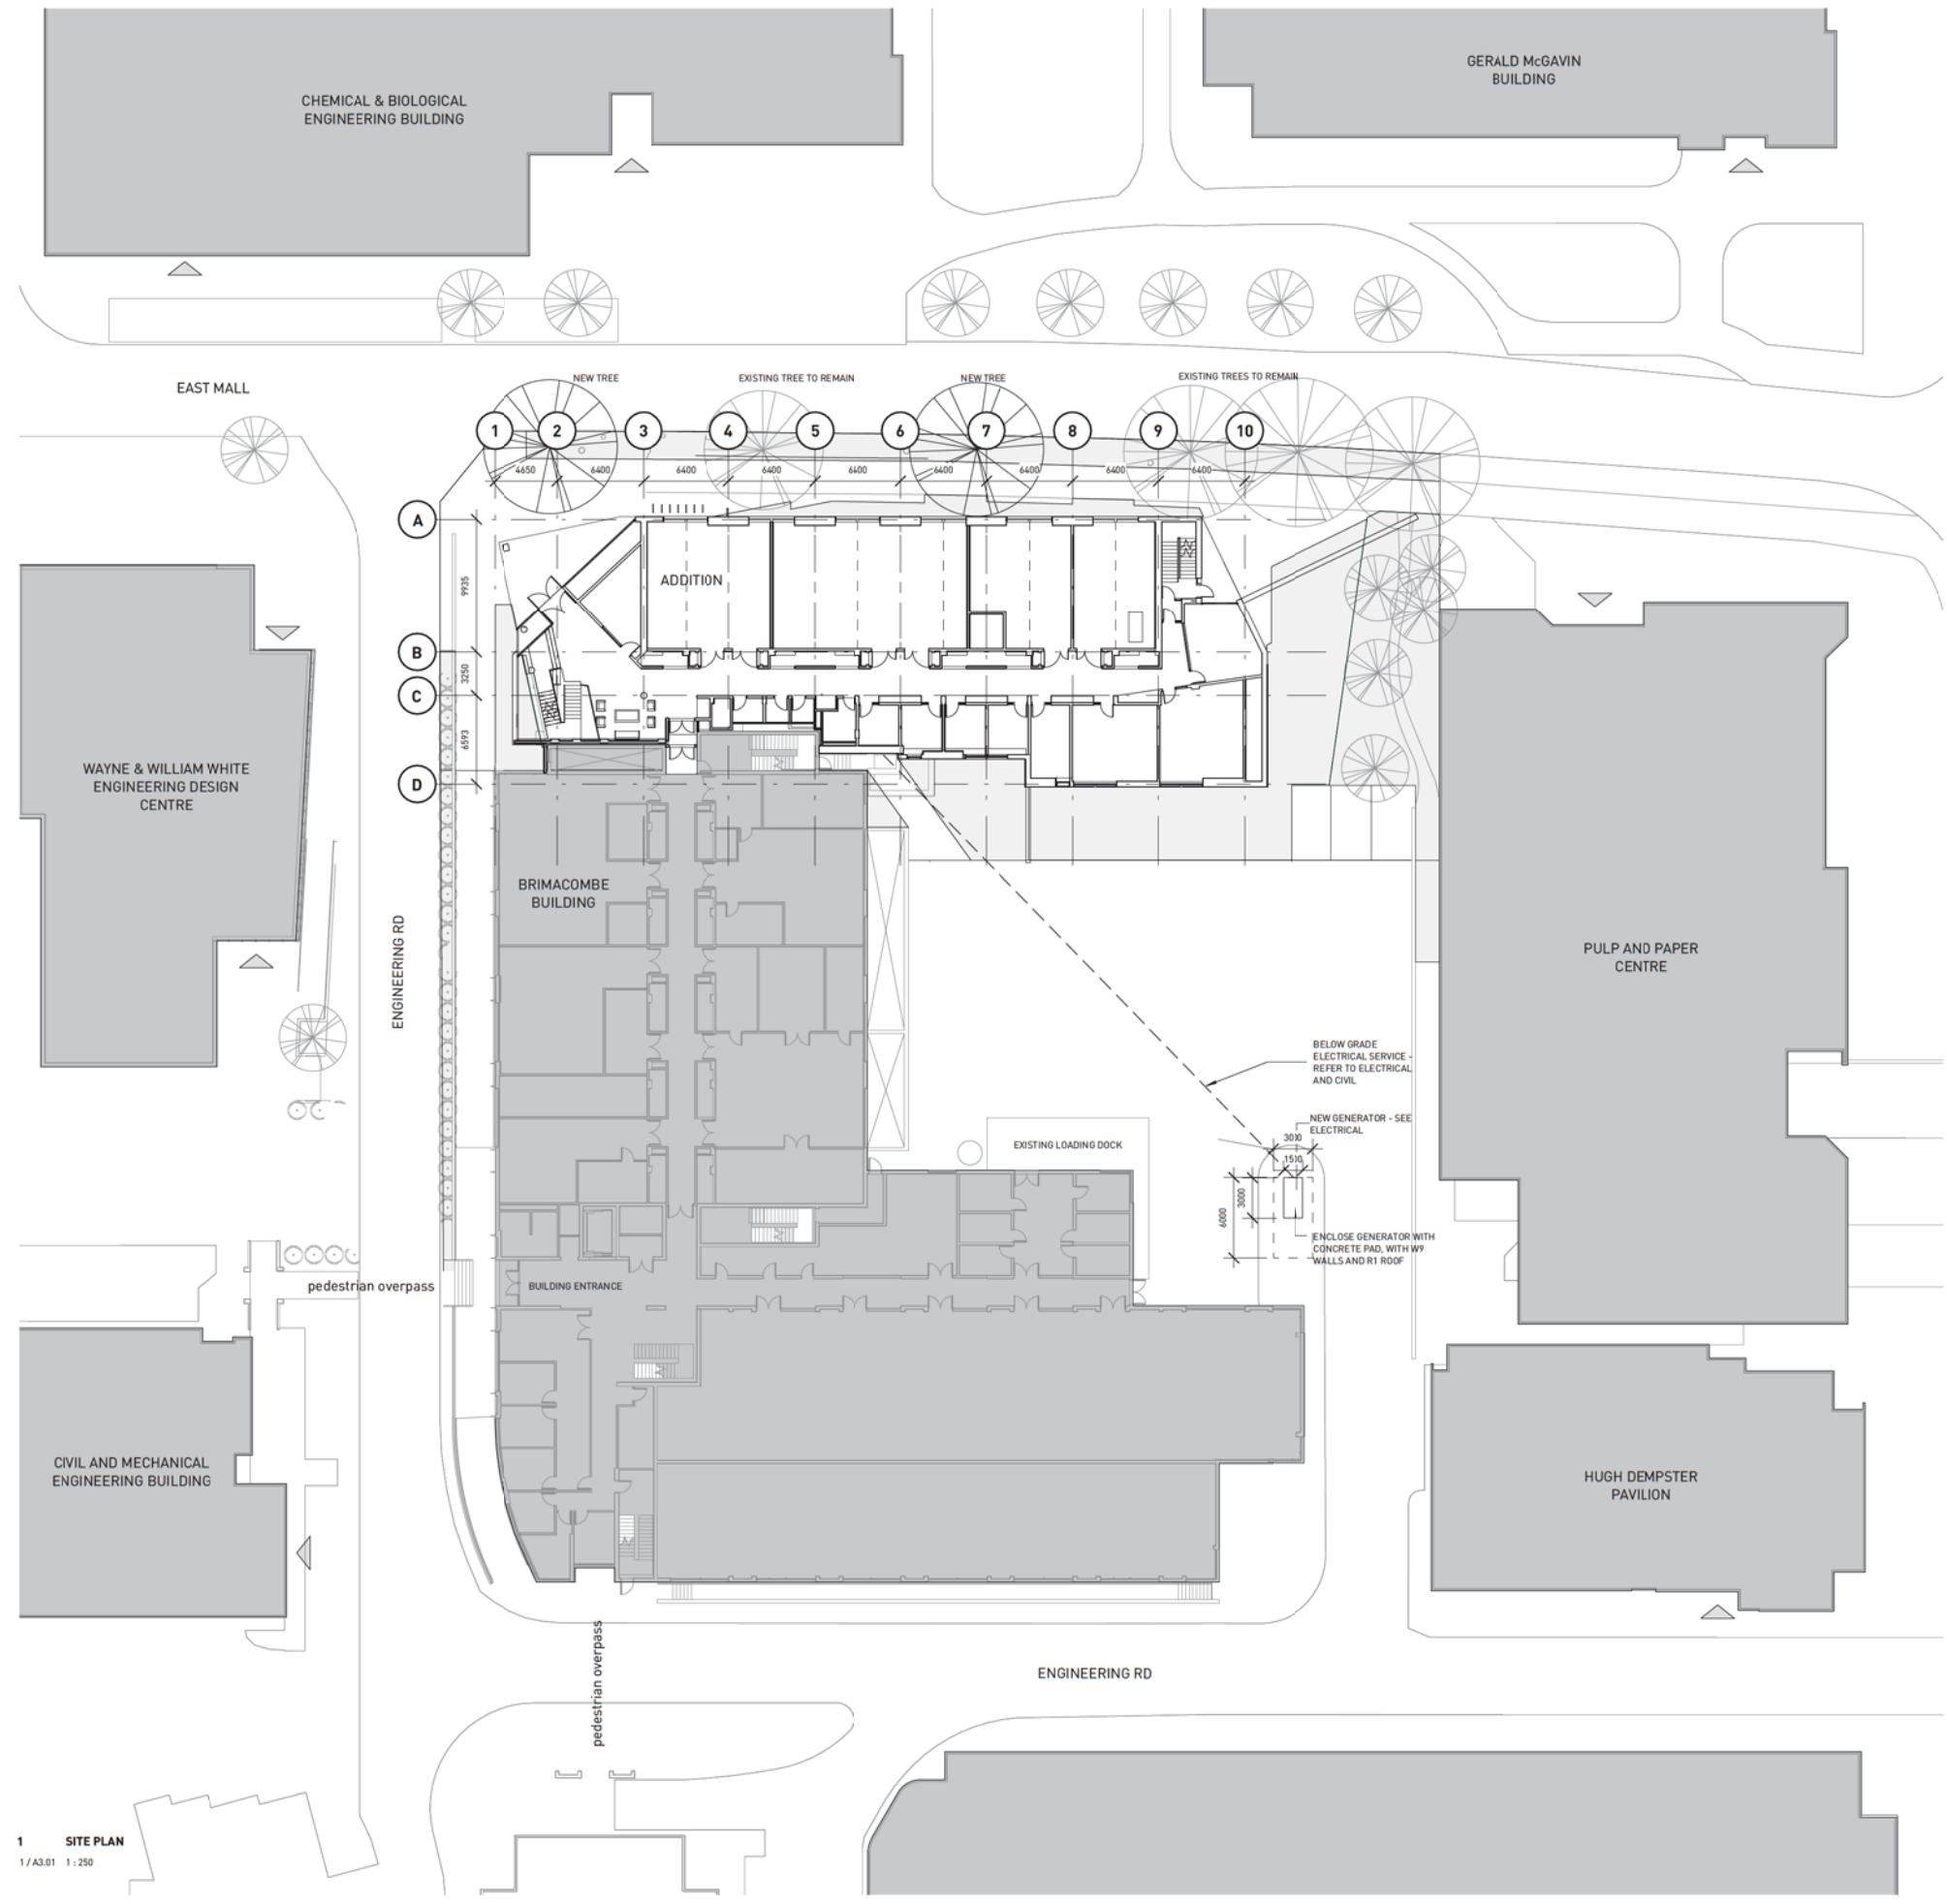 CHEMICAL & BIOLOGICAL
ENGINEERING BUILDING
GERALD McGAVIN
BUILDING
EAST MALL
NEW TREE
EXISTING TREE TO REMAIN
NEW TREE
EXISTING TREES TO REMAIN
1
2
3
4
5
6
7
8
9
10
4650
6400
6400
6400
6400
6400
6400
6400
6400
A
B
C
D
9935
3250
6593
ADDITION
WAYNE & WILLIAM WHITE
ENGINEERING DESIGN
CENTRE
BRIMACOMBE
BUILDING
ENGINEERING RD
PULP AND PAPER
CENTRE
BELOW GRADE
ELECTRICAL SERVICE -
REFER TO ELECTRICAL
AND CIVIL
NEW GENERATOR - SEE
ELECTRICAL
EXISTING LOADING DOCK
3000
1500
3000
6000
ENCLOSE GENERATOR WITH
CONCRETE PAD, WITH W9
WALLS AND R1 ROOF
pedestrian overpass
BUILDING ENTRANCE
CIVIL AND MECHANICAL
ENGINEERING BUILDING
HUGH DEMPSTER
PAVILION
pedestrian overpass
ENGINEERING RD
1 SITE PLAN
1 / A3.01 1 : 250